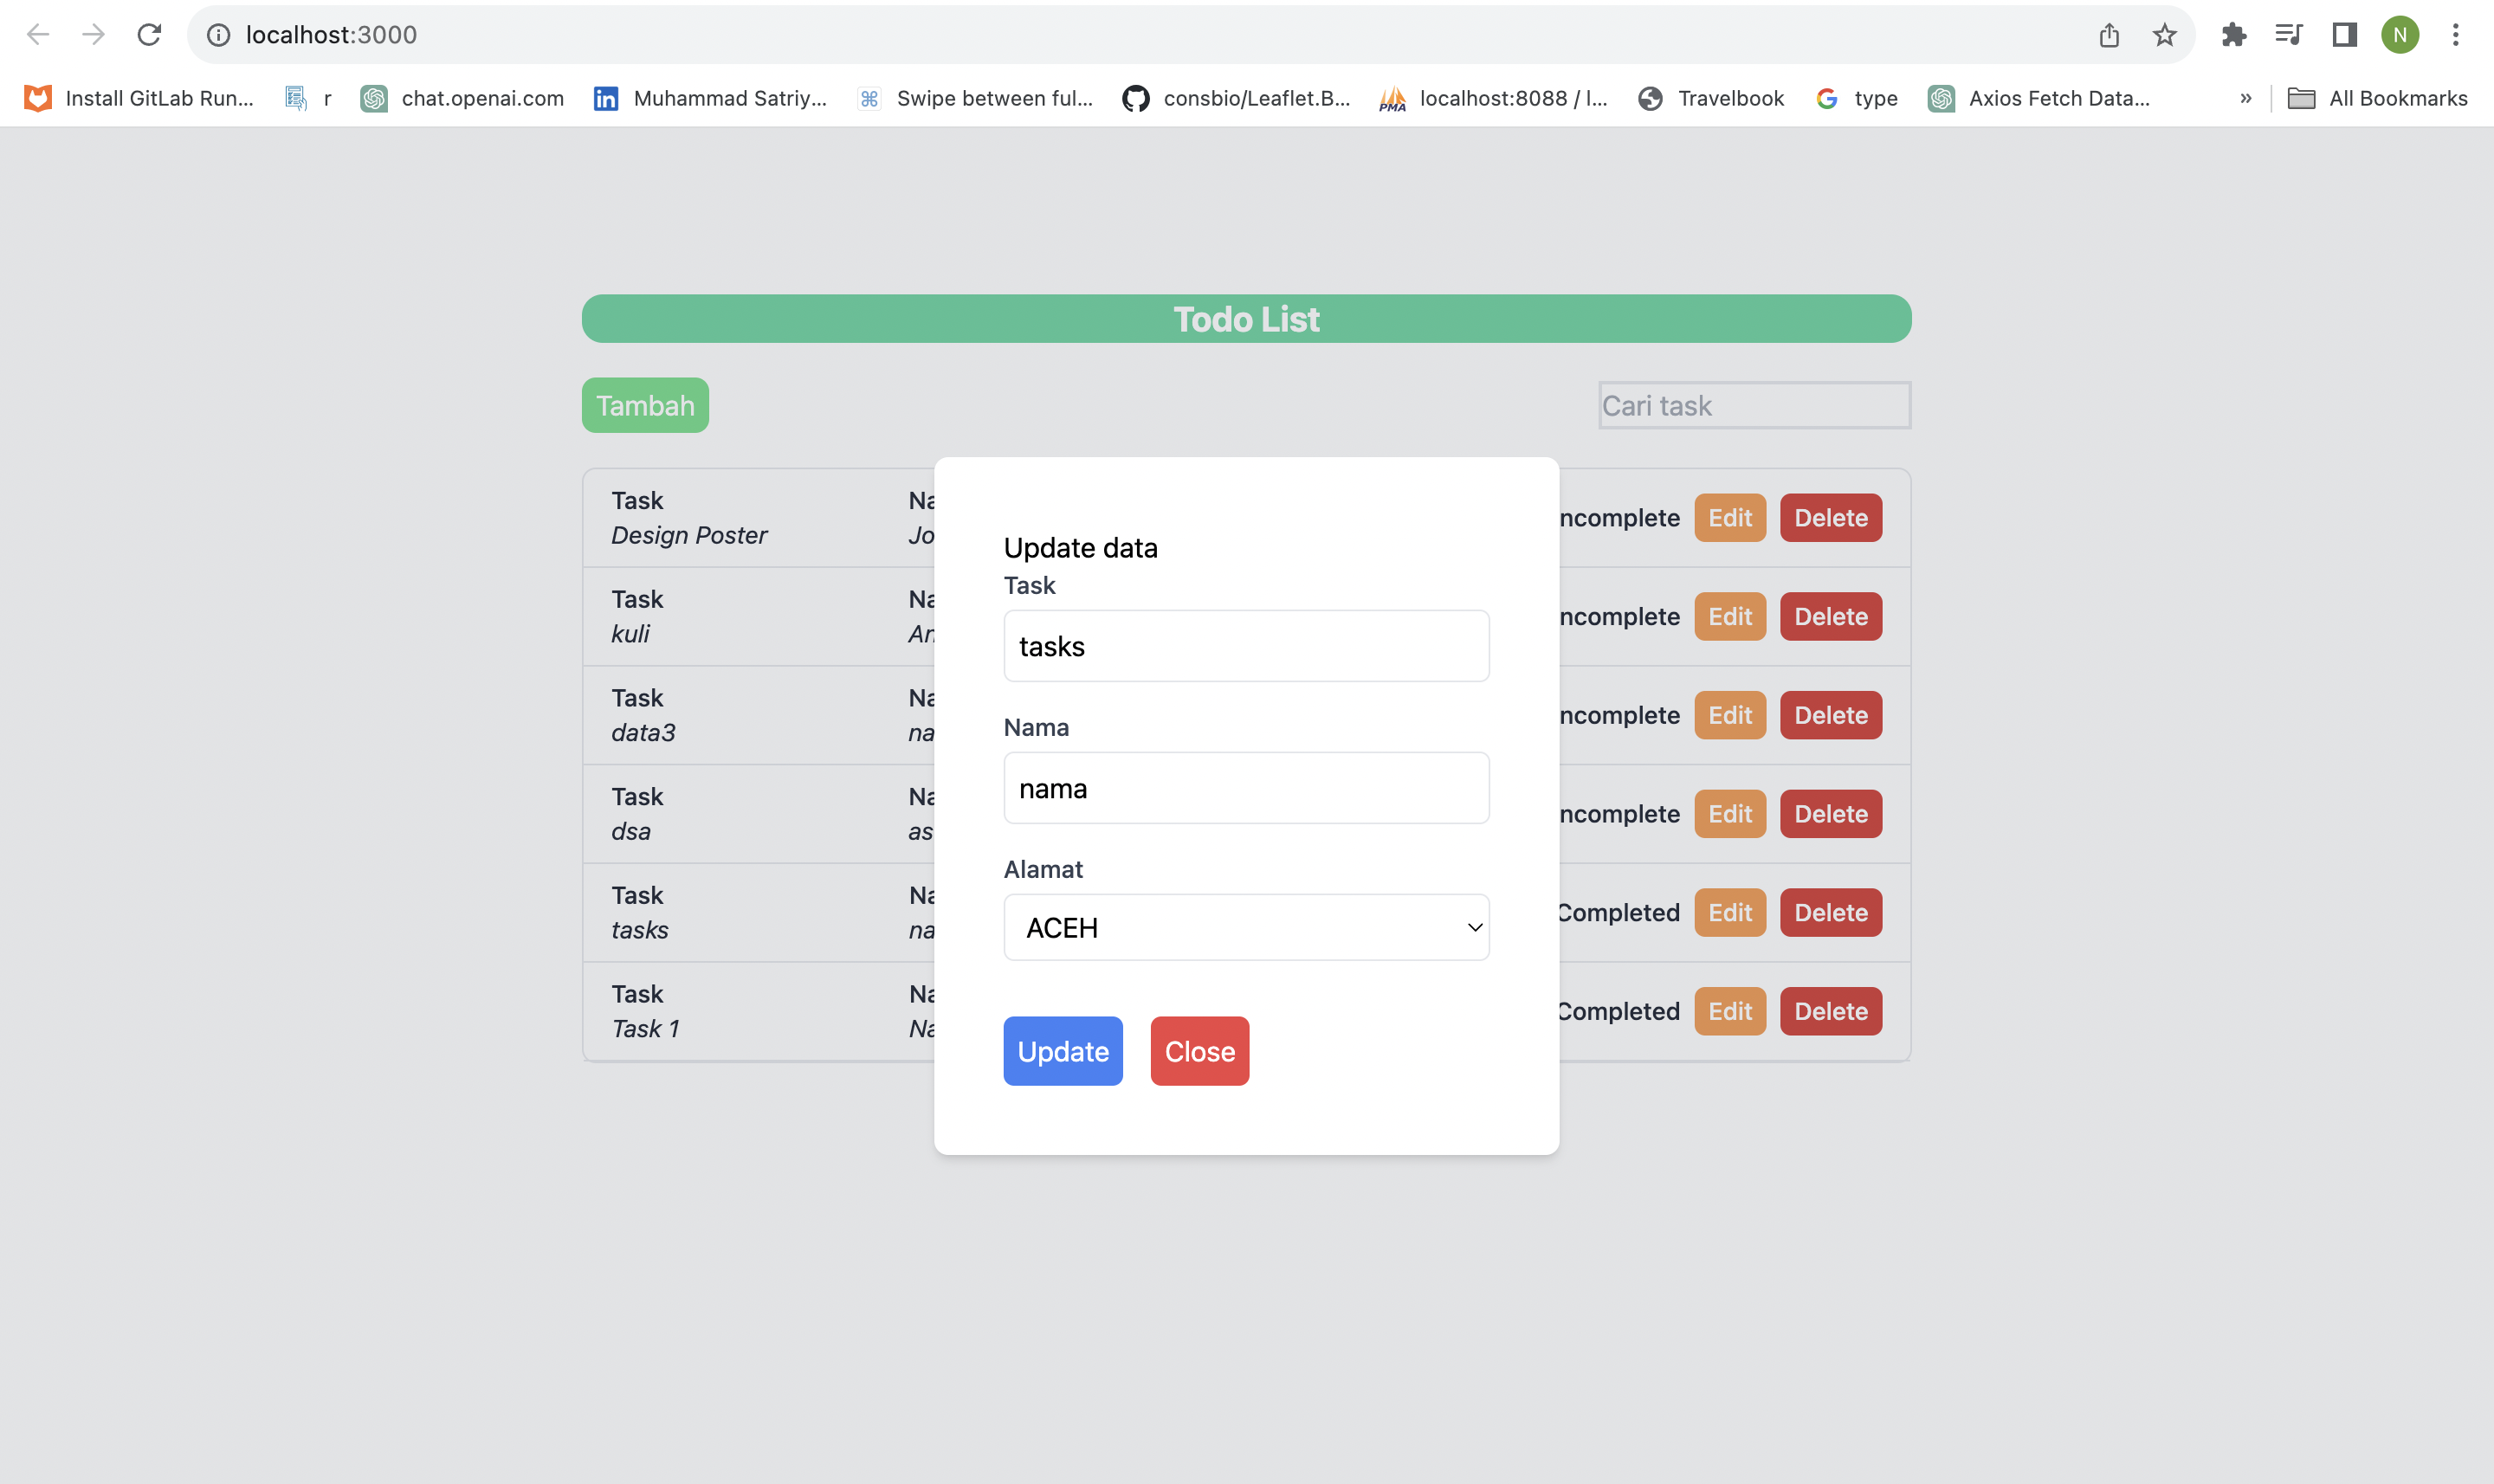 localhost:3000
N
Install GitLab Run... r chat.openai.com Muhammad Satriy... Swipe between ful... consbio/Leaflet.B... PMA localhost:8088 / l... Travelbook type Axios Fetch Data... » All Bookmarks
Todo List
Tambah Cari task
Task Na ncomplete Edit Delete
Design Poster Jo
Task Na ncomplete Edit Delete
kuli An
Task Na ncomplete Edit Delete
data3 na
Task Na ncomplete Edit Delete
dsa as
Task Na Completed Edit Delete
tasks na
Task Na Completed Edit Delete
Task 1 Na
Update data
Task
tasks
Nama
nama
Alamat
ACEH
Update Close